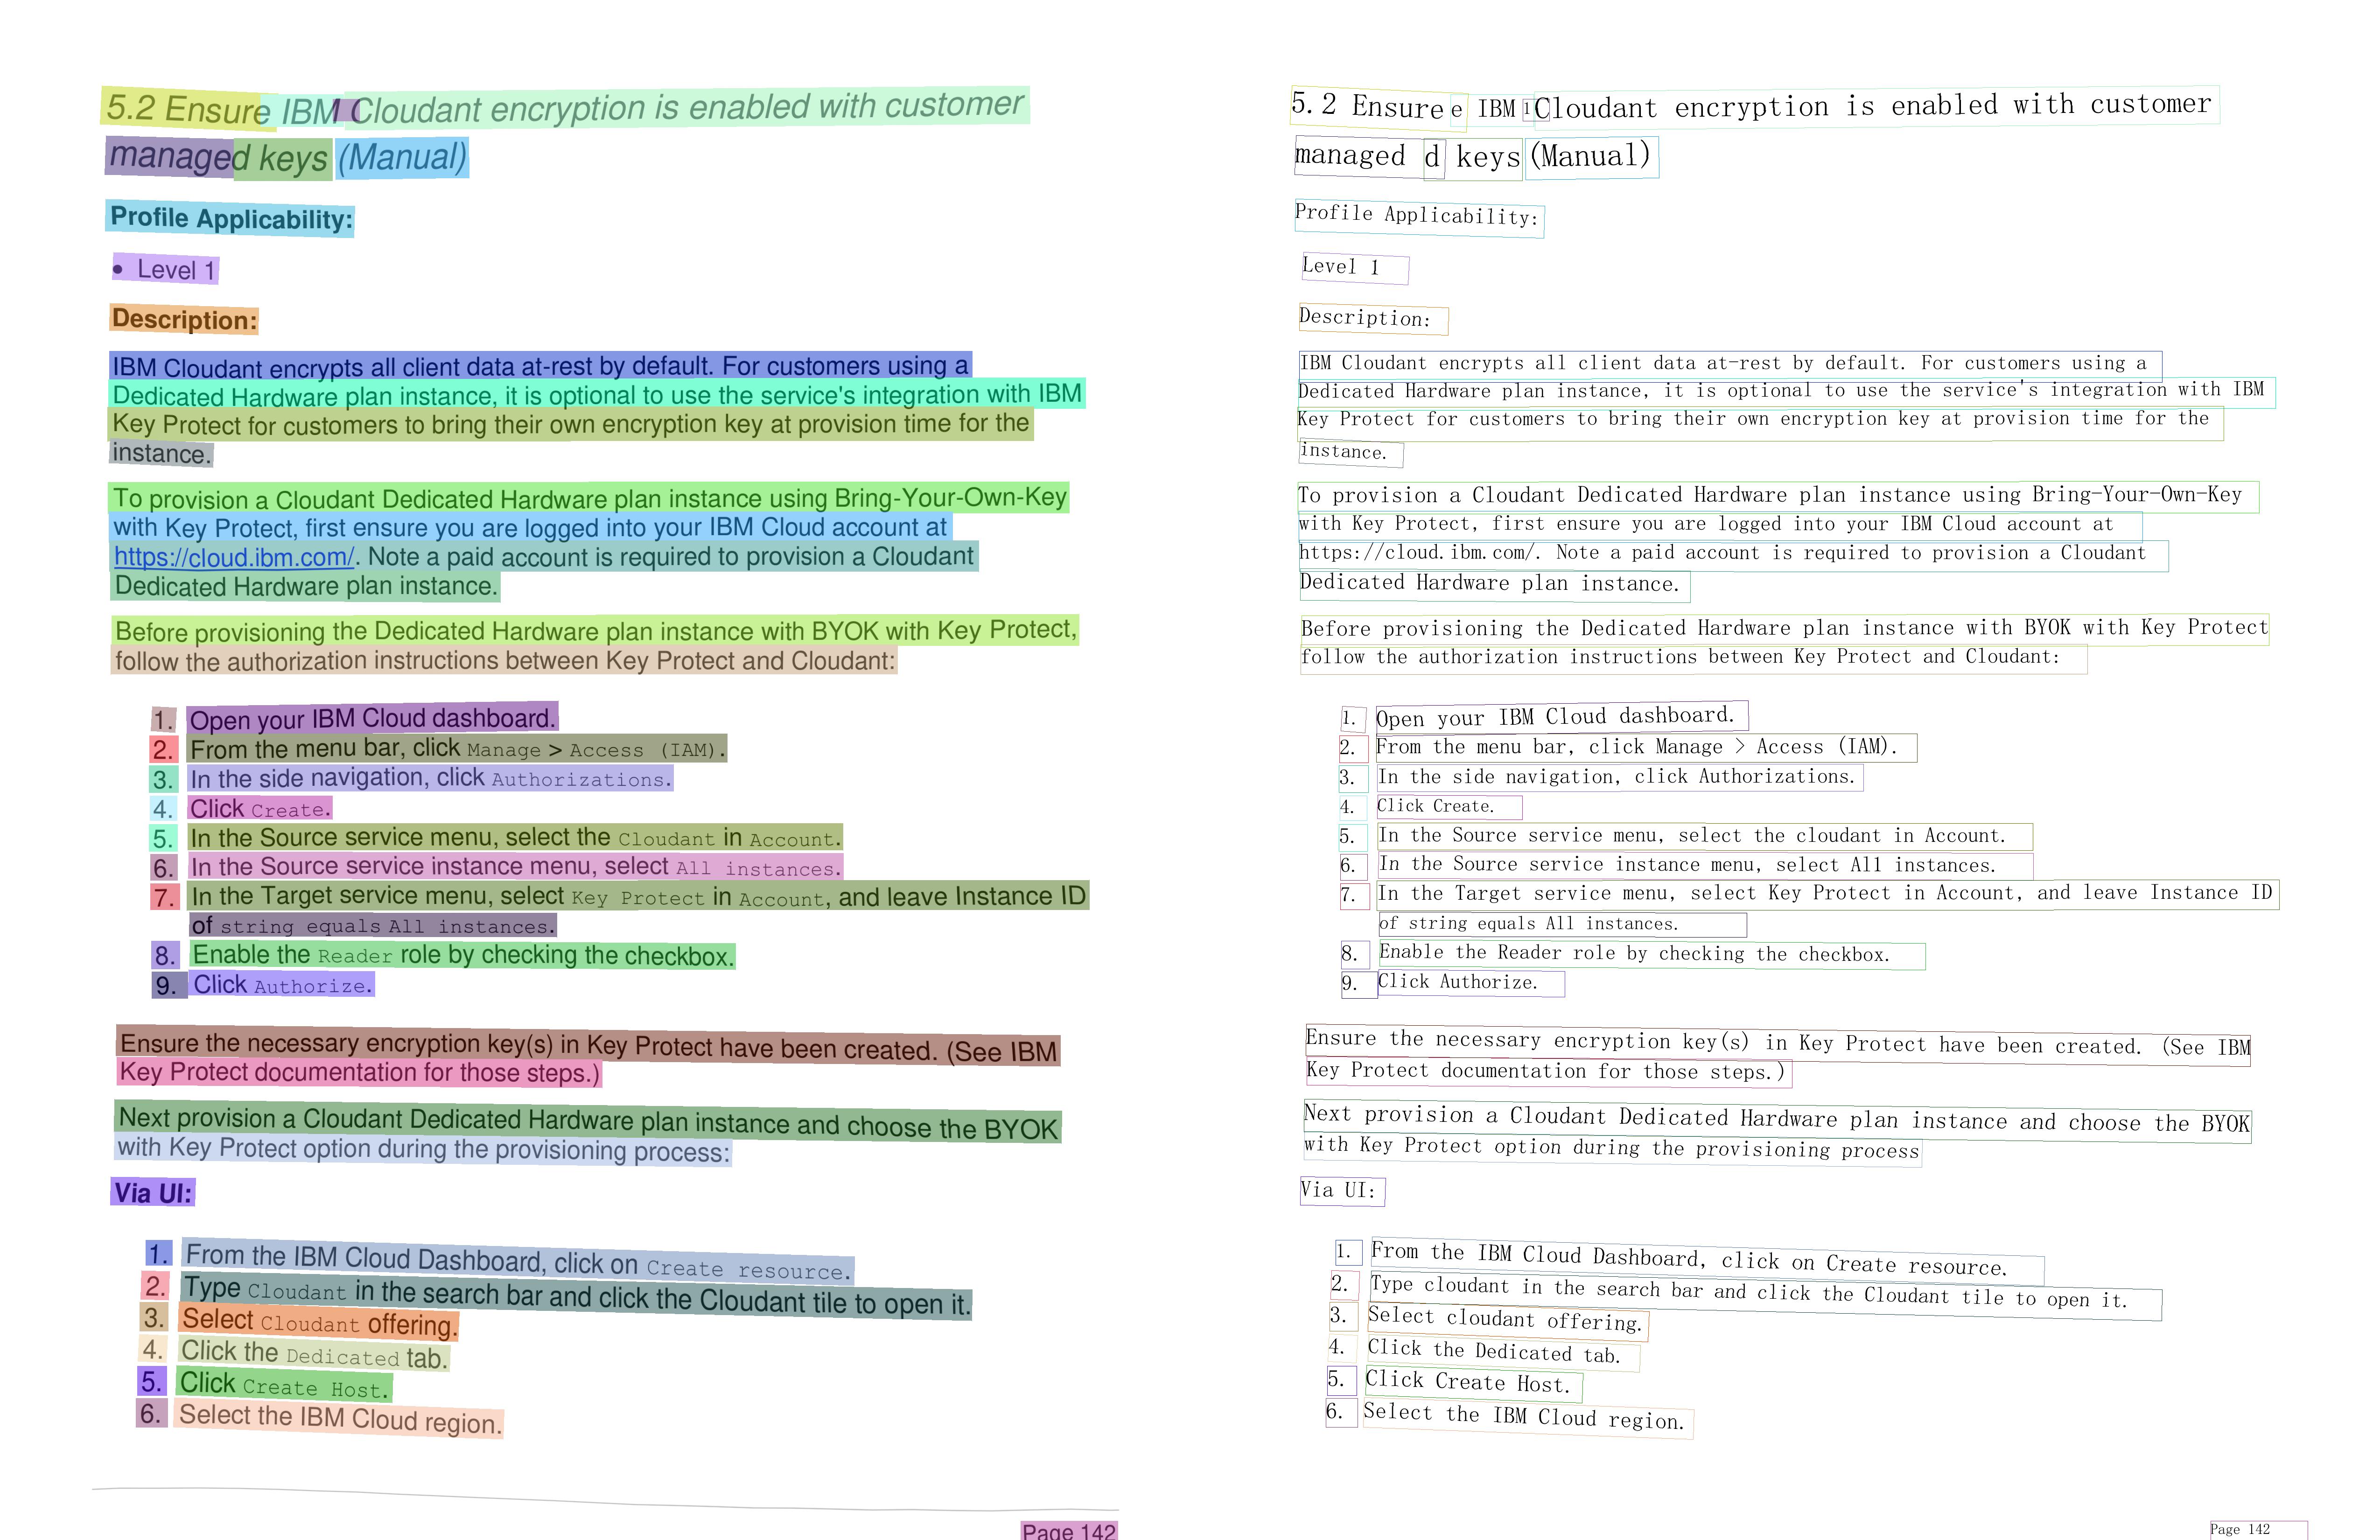 5.2 Ensure IBM Cloudant encryption is enabled with customer
managed keys (Manual)
Profile Applicability:
• Level 1
Description:
IBM Cloudant encrypts all client data at-rest by default. For customers using a
Dedicated Hardware plan instance, it is optional to use the service's integration with IBM
Key Protect for customers to bring their own encryption key at provision time for the
instance.
To provision a Cloudant Dedicated Hardware plan instance using Bring-Your-Own-Key
with Key Protect, first ensure you are logged into your IBM Cloud account at
https://cloud.ibm.com/. Note a paid account is required to provision a Cloudant
Dedicated Hardware plan instance.
Before provisioning the Dedicated Hardware plan instance with BYOK with Key Protect,
follow the authorization instructions between Key Protect and Cloudant:
1. Open your IBM Cloud dashboard.
2. From the menu bar, click Manage > Access (IAM).
3. In the side navigation, click Authorizations.
4. Click Create.
5. In the Source service menu, select the Cloudant in Account.
6. In the Source service instance menu, select All instances.
7. In the Target service menu, select Key Protect in Account, and leave Instance ID
of string equals All instances.
8. Enable the Reader role by checking the checkbox.
9. Click Authorize.
Ensure the necessary encryption key(s) in Key Protect have been created. (See IBM
Key Protect documentation for those steps.)
Next provision a Cloudant Dedicated Hardware plan instance and choose the BYOK
with Key Protect option during the provisioning process:
Via UI:
1. From the IBM Cloud Dashboard, click on Create resource.
2. Type Cloudant in the search bar and click the Cloudant tile to open it.
3. Select Cloudant offering.
4. Click the Dedicated tab.
5. Click Create Host.
6. Select the IBM Cloud region.
Page 142
5.2 Ensure e IBM 1 Cloudant encryption is enabled with customer
managed d keys (Manual)
Profile Applicability:
Level 1
Description:
IBM Cloudant encrypts all client data at-rest by default. For customers using a
Dedicated Hardware plan instance, it is optional to use the service's integration with IBM
Key Protect for customers to bring their own encryption key at provision time for the
instance.
To provision a Cloudant Dedicated Hardware plan instance using Bring-Your-Own-Key
with Key Protect, first ensure you are logged into your IBM Cloud account at
https://cloud.ibm.com/. Note a paid account is required to provision a Cloudant
Dedicated Hardware plan instance.
Before provisioning the Dedicated Hardware plan instance with BYOK with Key Protect
follow the authorization instructions between Key Protect and Cloudant:
1. Open your IBM Cloud dashboard.
2. From the menu bar, click Manage > Access (IAM).
3. In the side navigation, click Authorizations.
4. Click Create.
5. In the Source service menu, select the cloudant in Account.
6. In the Source service instance menu, select All instances.
7. In the Target service menu, select Key Protect in Account, and leave Instance ID
of string equals All instances.
8. Enable the Reader role by checking the checkbox.
9. Click Authorize.
Ensure the necessary encryption key(s) in Key Protect have been created. (See IBM
Key Protect documentation for those steps.)
Next provision a Cloudant Dedicated Hardware plan instance and choose the BYOK
with Key Protect option during the provisioning process
Via UI:
1. From the IBM Cloud Dashboard, click on Create resource.
2. Type cloudant in the search bar and click the Cloudant tile to open it.
3. Select cloudant offering.
4. Click the Dedicated tab.
5. Click Create Host.
6. Select the IBM Cloud region.
Page 142